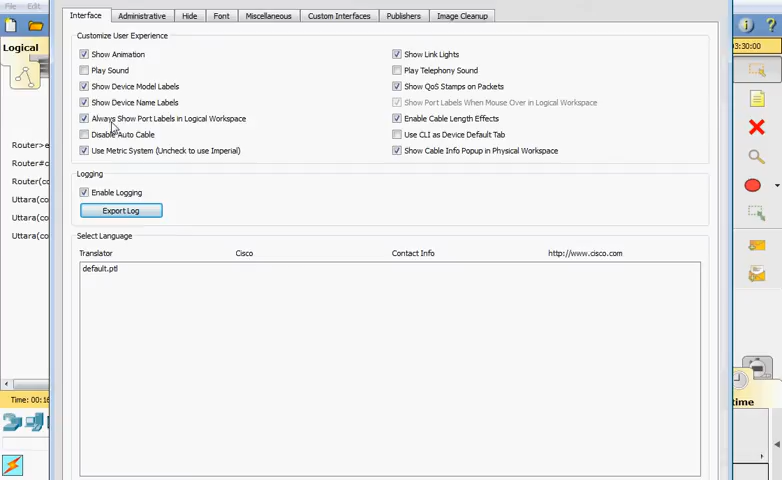 File Edit
Interface Administrative Hide Font Miscellaneous Custom Interfaces Publishers Image Cleanup
Logical
03:30:00
Customize User Experience
Show Animation Show Link Lights
Play Sound Play Telephony Sound
Show Device Model Labels Show QoS Stamps on Packets
Show Device Name Labels Show Port Labels When Mouse Over in Logical Workspace
Always Show Port Labels in Logical Workspace Enable Cable Length Effects
Disable Auto Cable Use CLI as Device Default Tab
Use Metric System (Uncheck to use Imperial) Show Cable Info Popup in Physical Workspace
Router>e
Router#c
Router(co
Uttara(co
Uttara(co
Uttara(co
Logging
Enable Logging
Export Log
Select Language
Translator Cisco Contact Info http://www.cisco.com
default.ptl
Time: 00:16
time